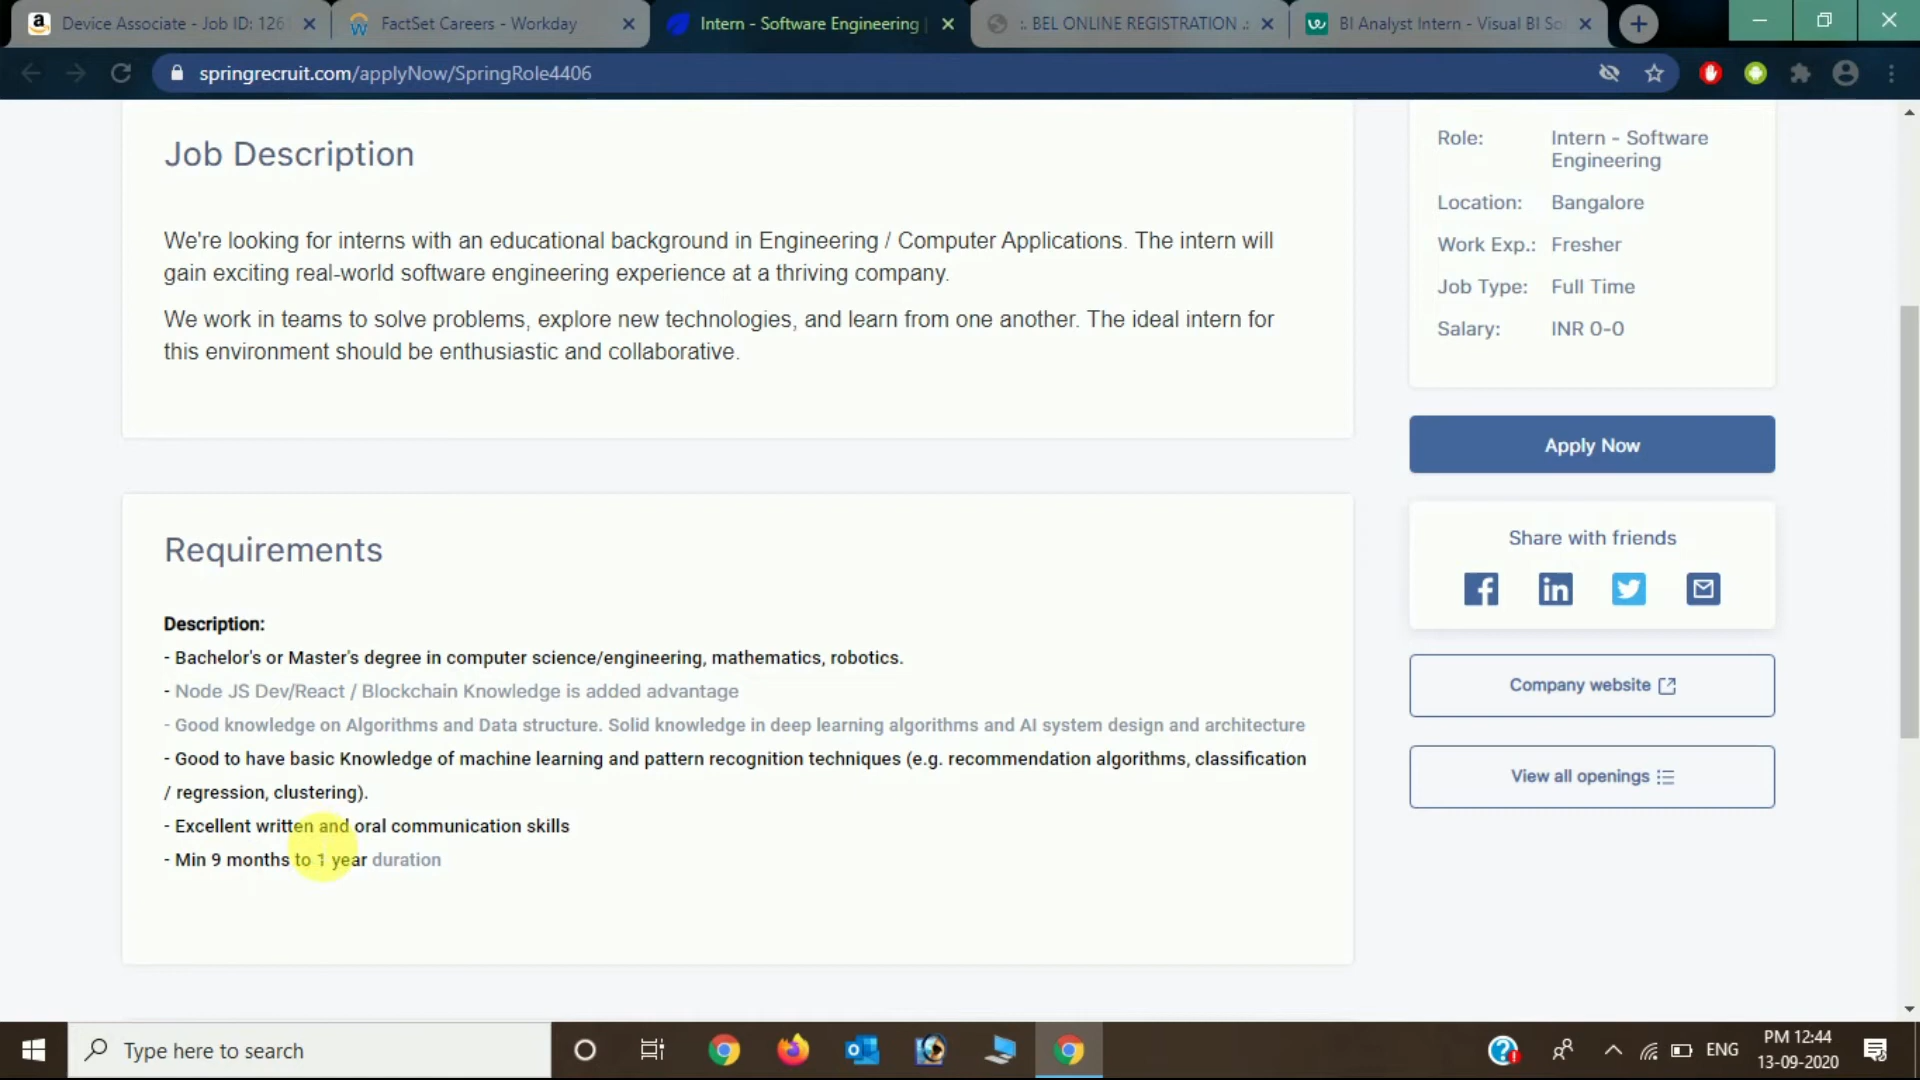 Device Associate - Job ID: 126
FactSet Careers - Workday
Intern - Software Engineering |
:. BEL ONLINE REGISTRATION .:
BI Analyst Intern - Visual BI So
springrecruit.com/applyNow/SpringRole4406
Job Description
We're looking for interns with an educational background in Engineering / Computer Applications. The intern will
gain exciting real-world software engineering experience at a thriving company.
We work in teams to solve problems, explore new technologies, and learn from one another. The ideal intern for
this environment should be enthusiastic and collaborative.
Role: Intern - Software
Engineering
Location: Bangalore
Work Exp.: Fresher
Job Type: Full Time
Salary: INR 0-0
Apply Now
Share with friends
Company website
View all openings
Requirements
Description:
- Bachelor's or Master's degree in computer science/engineering, mathematics, robotics.
- Node JS Dev/React / Blockchain Knowledge is added advantage
- Good knowledge on Algorithms and Data structure. Solid knowledge in deep learning algorithms and AI system design and architecture
- Good to have basic Knowledge of machine learning and pattern recognition techniques (e.g. recommendation algorithms, classification
/ regression, clustering).
- Excellent written and oral communication skills
- Min 9 months to 1 year duration
Type here to search
ENG
PM 12:44
13-09-2020